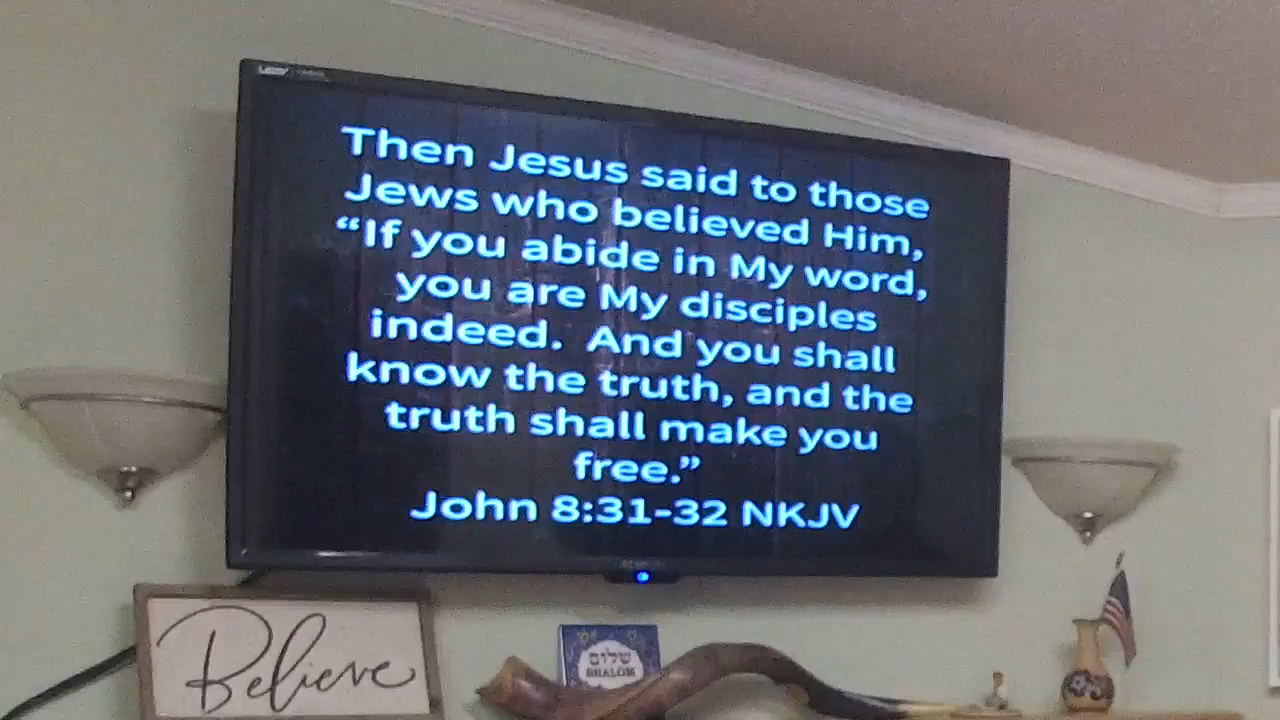 Then Jesus said to those
Jews who believed Him,
“If you abide in My word,
you are My disciples
indeed. And you shall
know the truth, and the
truth shall make you
free.”
John 8:31-32 NKJV
Believe
שלום
SHALOM